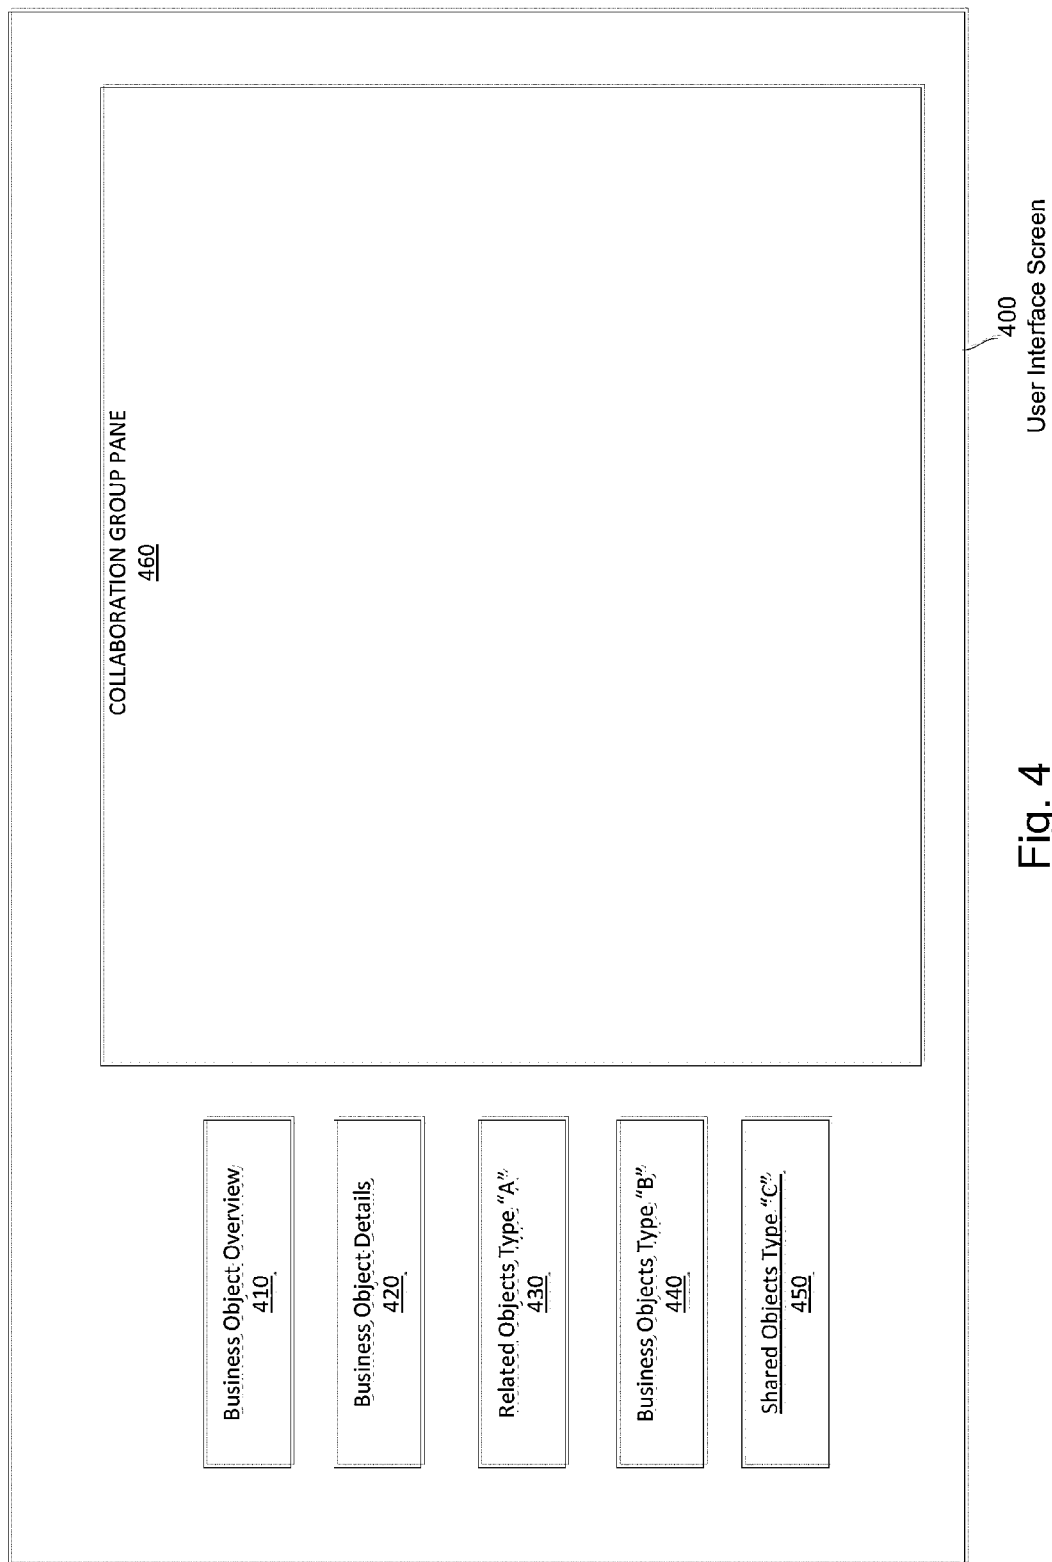 COLLABORATION GROUP PANE
460
Business Object Overview
410
Business Object Details
420
Related Objects Type “A”
430
Business Objects Type “B”
440
Shared Objects Type “C”
450
400
User Interface Screen
Fig. 4